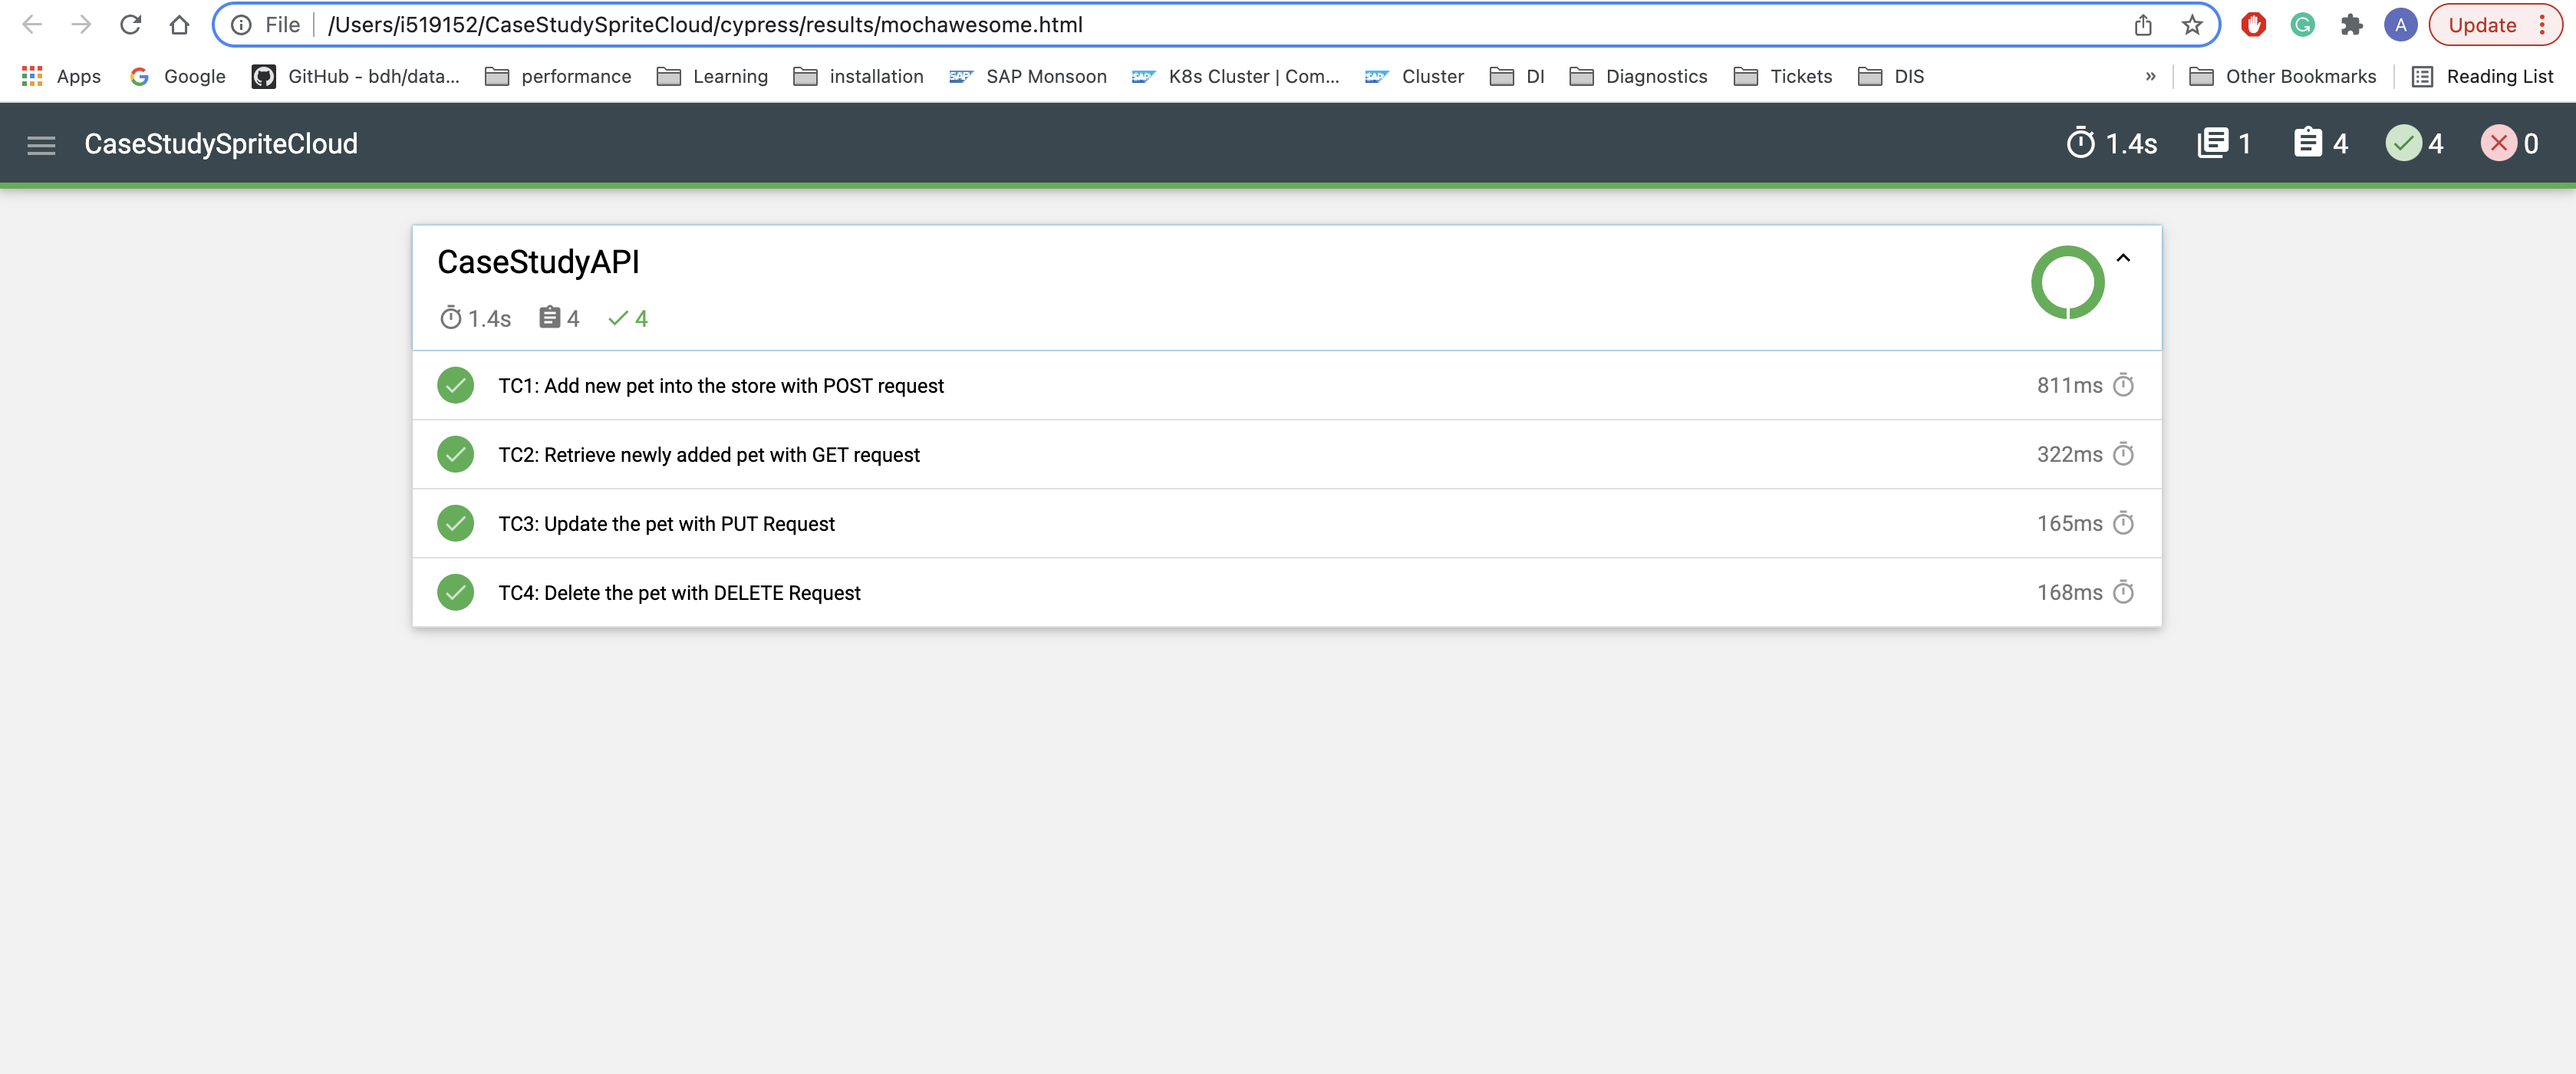 File /Users/i519152/CaseStudySpriteCloud/cypress/results/mochawesome.html A Update
Apps Google GitHub - bdh/data... performance Learning installation SAP SAP Monsoon SAP K8s Cluster | Com... SAP Cluster DI Diagnostics Tickets DIS » Other Bookmarks Reading List
CaseStudySpriteCloud 1.4s 1 4 4 0
CaseStudyAPI
1.4s 4 4
TC1: Add new pet into the store with POST request 811ms
TC2: Retrieve newly added pet with GET request 322ms
TC3: Update the pet with PUT Request 165ms
TC4: Delete the pet with DELETE Request 168ms